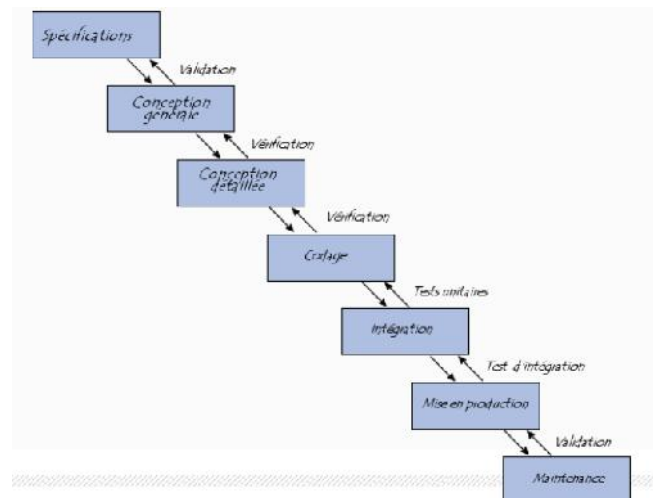 Spécifications
Validation
Conception
générale
Vérification
Conception
détaillée
Vérification
Codage
Tests unitaires
Intégration
Test d'intégration
Mise en production
Validation
Maintenance